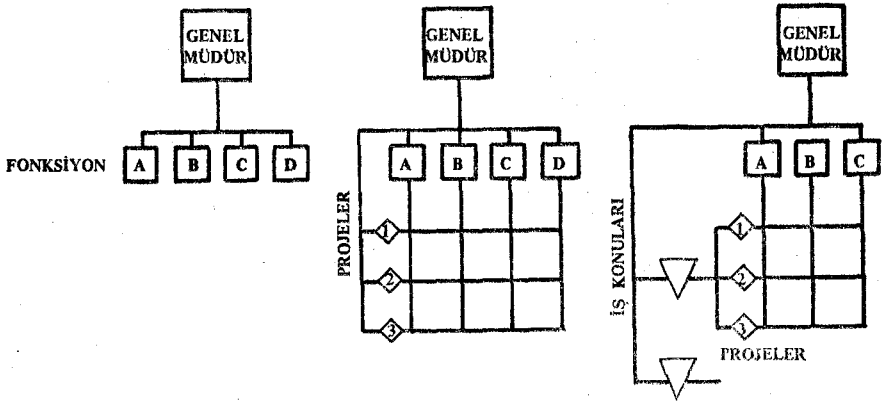 GENEL
MÜDÜR
FONKSİYON
A
B
C
D
GENEL
MÜDÜR
A
B
C
D
PROJELER
1
2
3
GENEL
MÜDÜR
A
B
C
İŞ KONULARI
1
2
3
PROJELER